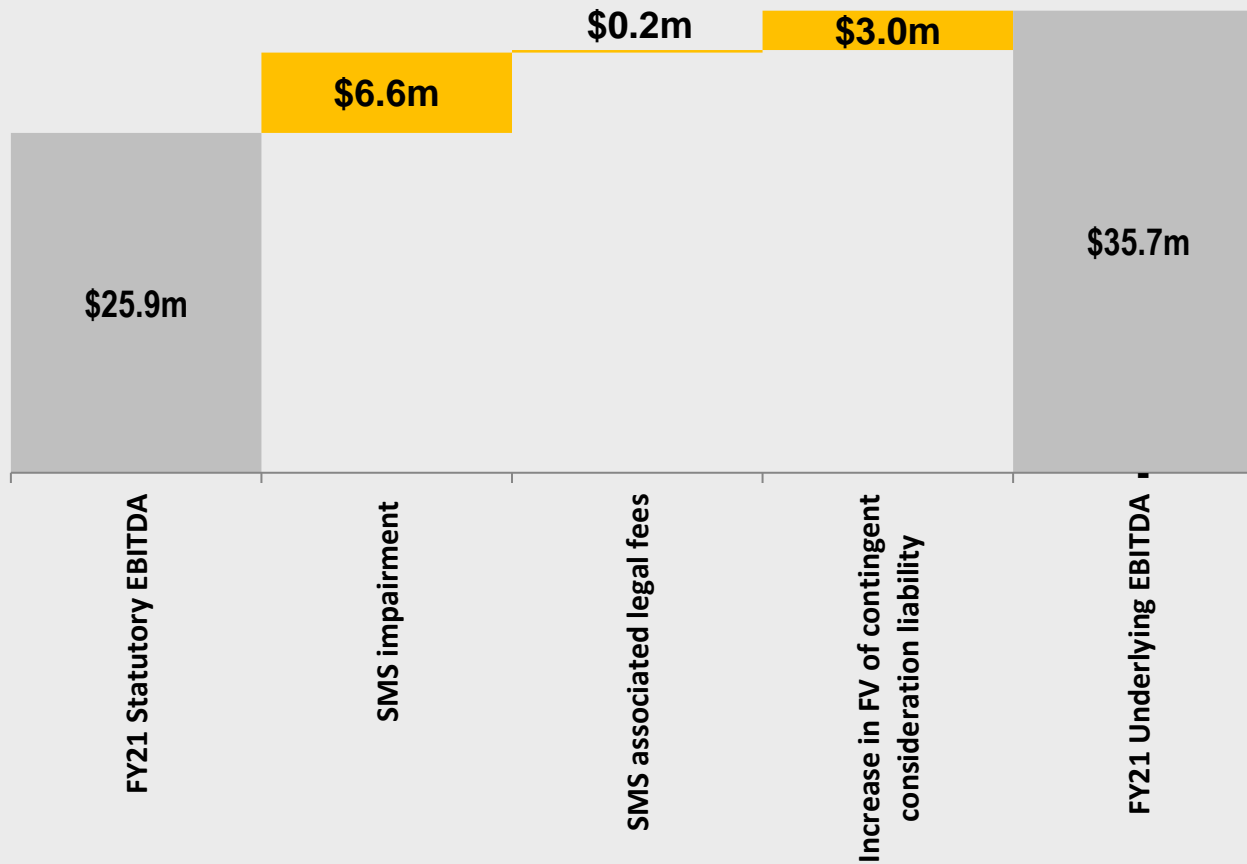 $0.2m
$3.0m
$6.6m
$25.9m
$35.7m
FY21 Statutory EBITDA
SMS impairment
SMS associated legal fees
Increase in FV of contingent
consideration liability
FY21 Underlying EBITDA